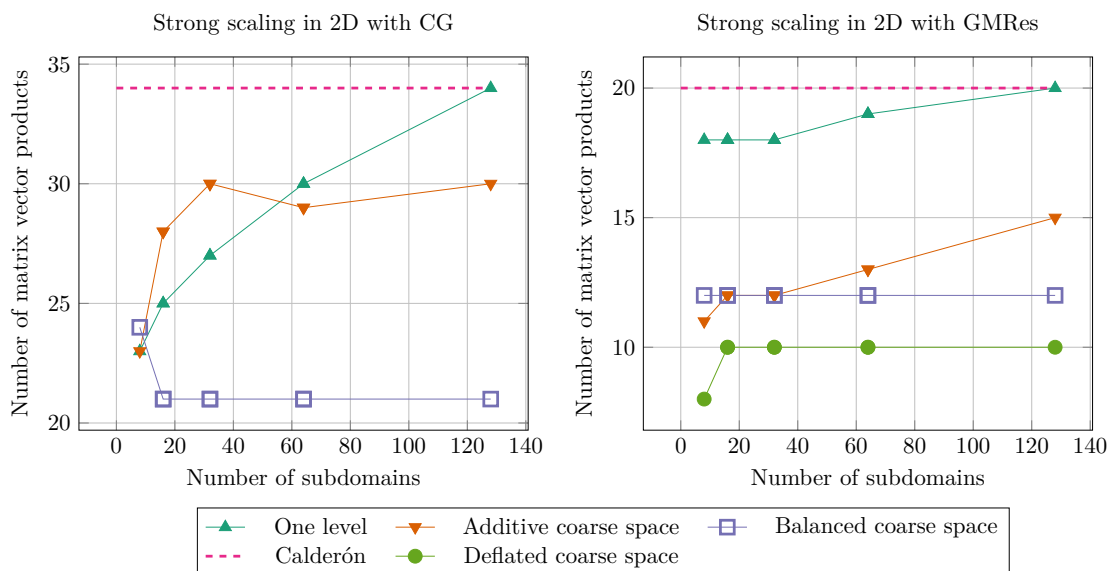 Strong scaling in 2D with CG
Number of matrix vector products
35
30
25
20
0 20 40 60 80 100 120 140
Number of subdomains
Strong scaling in 2D with GMRes
Number of matrix vector products
20
15
10
0 20 40 60 80 100 120 140
Number of subdomains
One level Additive coarse space Balanced coarse space
Calderón Deflated coarse space